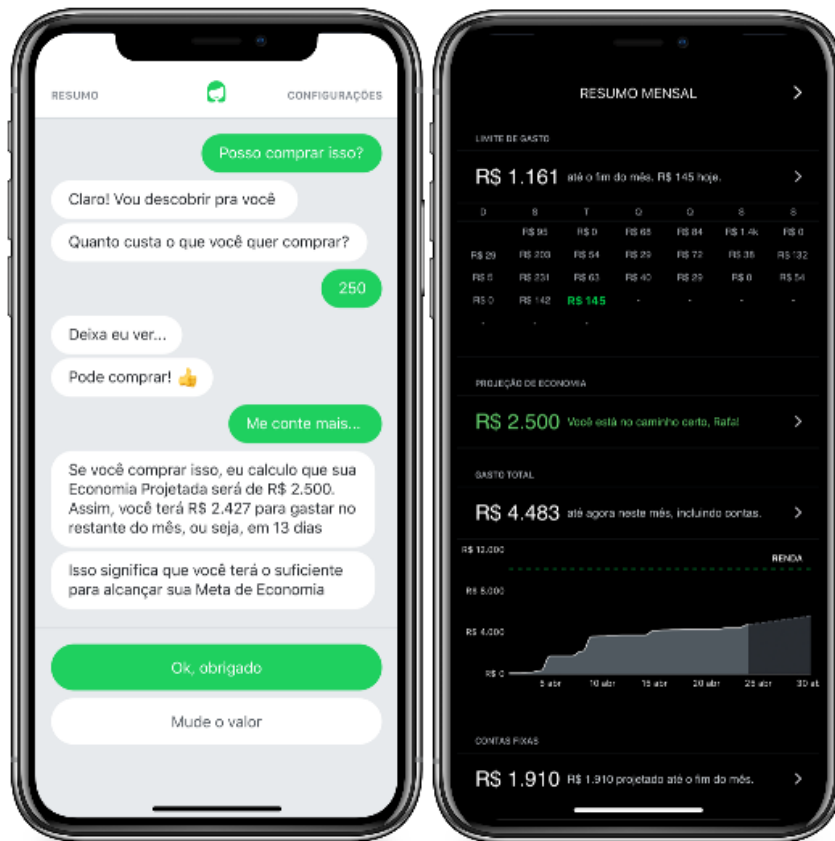 RESUMO
CONFIGURAÇÕES
Posso comprar isso?
Claro! Vou descobrir pra você
Quanto custa o que você quer comprar?
250
Deixa eu ver...
Pode comprar! 👍
Me conte mais...
Se você comprar isso, eu calculo que sua
Economia Projetada será de R$ 2.500.
Assim, você terá R$ 2.427 para gastar no
restante do mês, ou seja, em 13 dias
Isso significa que você terá o suficiente
para alcançar sua Meta de Economia
Ok, obrigado
Mude o valor
RESUMO MENSAL
LIMITE DE GASTO
R$ 1.161 até o fim do mês. R$ 145 hoje.
D S T Q Q S S
R$ 95 R$ 0 R$ 68 R$ 84 R$ 1.4k R$ 0
R$ 29 R$ 203 R$ 54 R$ 29 R$ 72 R$ 38 R$ 132
R$ 5 R$ 231 R$ 63 R$ 40 R$ 29 R$ 0 R$ 54
R$ 0 R$ 142 R$ 145 - - - -
- - - - - -
PROJEÇÃO DE ECONOMIA
R$ 2.500 Você está no caminho certo, Rafa!
GASTO TOTAL
R$ 4.483 até agora neste mês, incluindo contas.
R$ 12.000
RENDA
R$ 8.000
R$ 4.000
R$ 0
5 abr 10 abr 15 abr 20 abr 25 abr 30 ab
CONTAS FIXAS
R$ 1.910 R$ 1.910 projetado até o fim do mês.